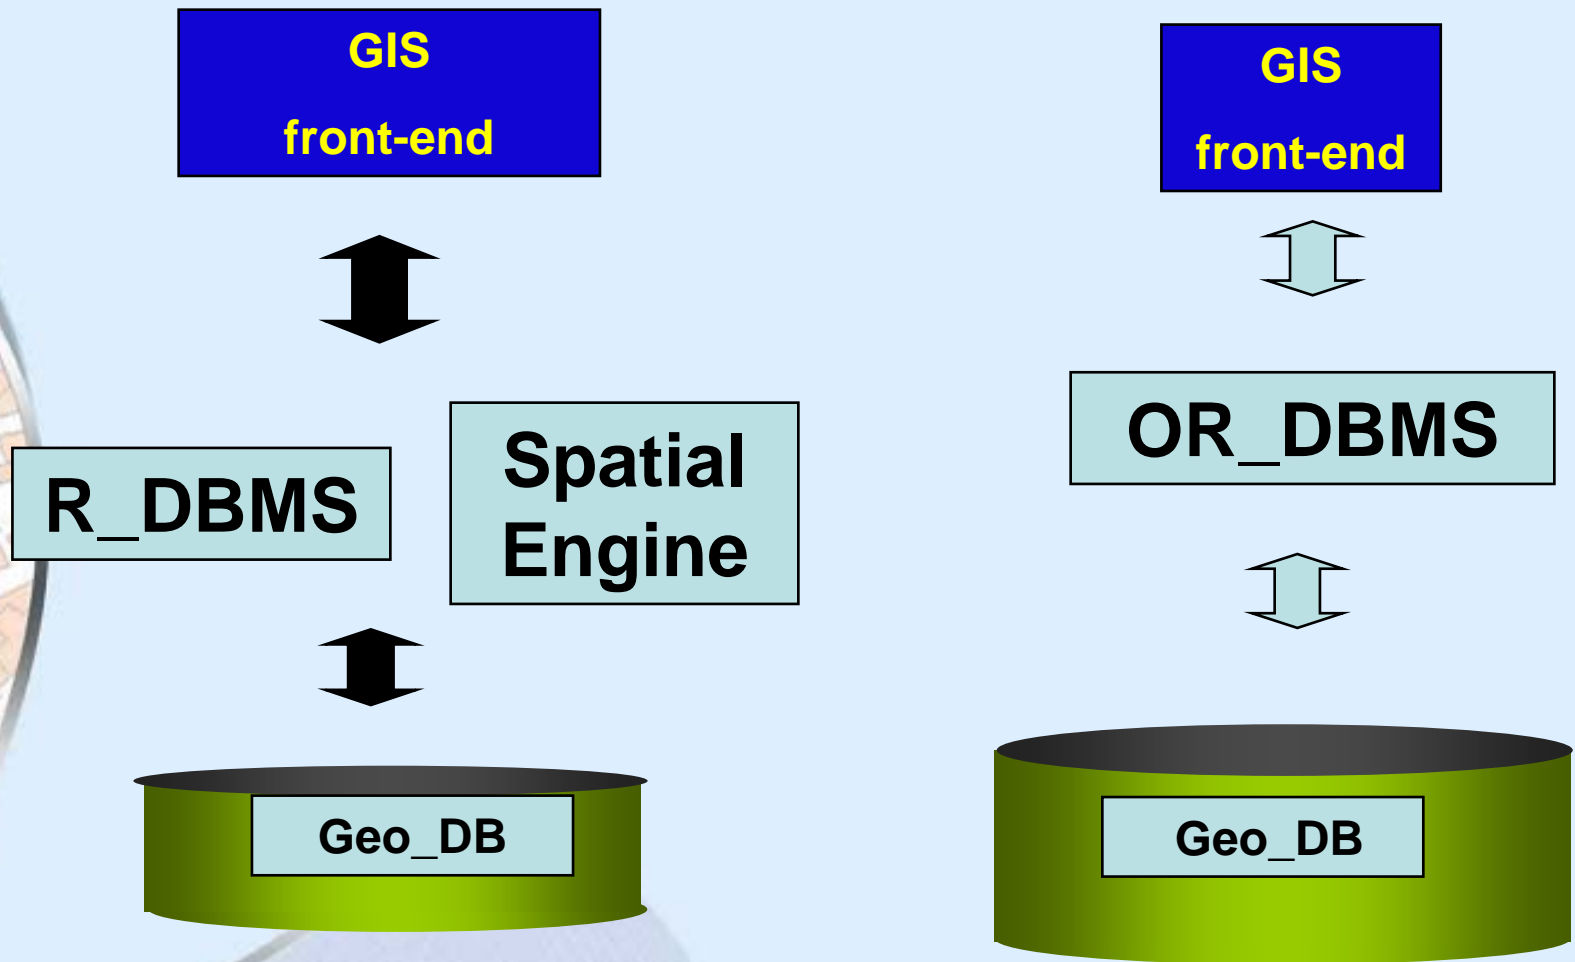 GIS
front-end
R_DBMS
Spatial
Engine
Geo_DB
GIS
front-end
OR_DBMS
Geo_DB